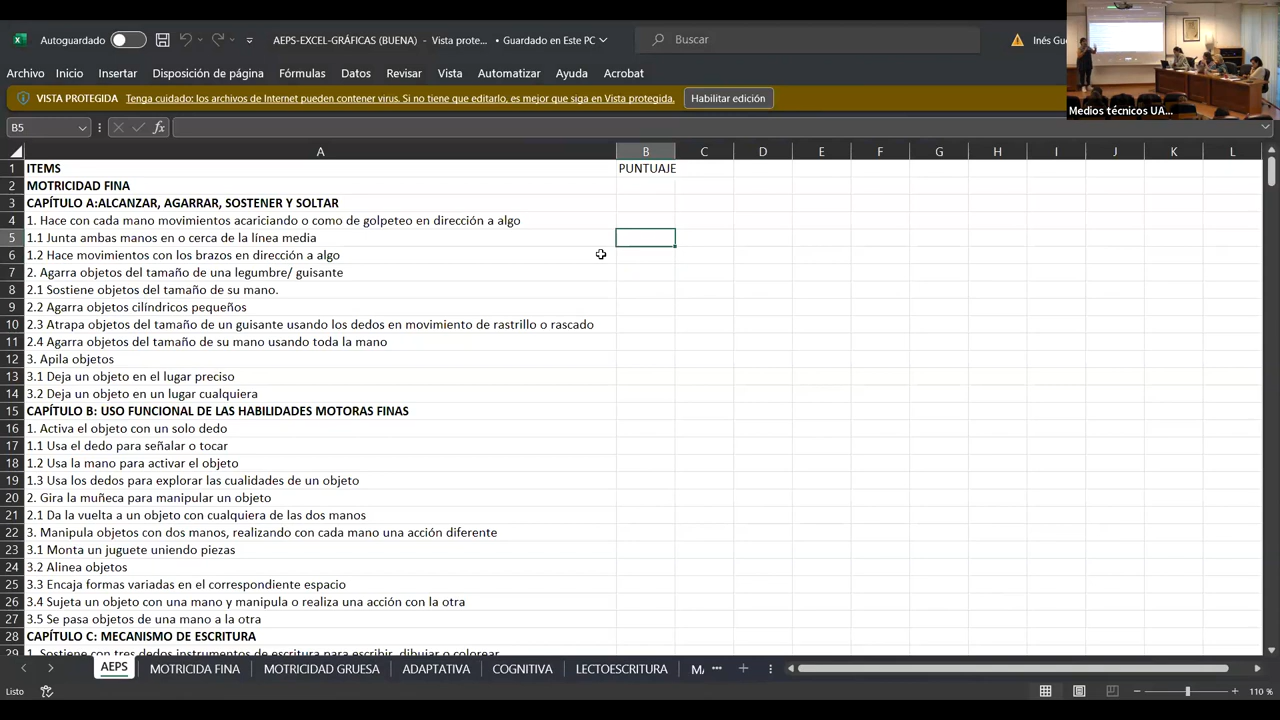 Autoguardado
AEPS-EXCEL-GRÁFICAS (BUENA) - Vista prote... • Guardado en Este PC
Buscar
Inés Gu
Archivo Inicio Insertar Disposición de página Fórmulas Datos Revisar Vista Automatizar Ayuda Acrobat
VISTA PROTEGIDA Tenga cuidado: los archivos de Internet pueden contener virus. Si no tiene que editarlo, es mejor que siga en Vista protegida. Habilitar edición
Medios técnicos UA...
B5 fx
A B C D E F G H I J K L
1 ITEMS PUNTUAJE
2 MOTRICIDAD FINA
3 CAPÍTULO A:ALCANZAR, AGARRAR, SOSTENER Y SOLTAR
4 1. Hace con cada mano movimientos acariciando o como de golpeteo en dirección a algo
5 1.1 Junta ambas manos en o cerca de la línea media
6 1.2 Hace movimientos con los brazos en dirección a algo
7 2. Agarra objetos del tamaño de una legumbre/ guisante
8 2.1 Sostiene objetos del tamaño de su mano.
9 2.2 Agarra objetos cilíndricos pequeños
10 2.3 Atrapa objetos del tamaño de un guisante usando los dedos en movimiento de rastrillo o rascado
11 2.4 Agarra objetos del tamaño de su mano usando toda la mano
12 3. Apila objetos
13 3.1 Deja un objeto en el lugar preciso
14 3.2 Deja un objeto en un lugar cualquiera
15 CAPÍTULO B: USO FUNCIONAL DE LAS HABILIDADES MOTORAS FINAS
16 1. Activa el objeto con un solo dedo
17 1.1 Usa el dedo para señalar o tocar
18 1.2 Usa la mano para activar el objeto
19 1.3 Usa los dedos para explorar las cualidades de un objeto
20 2. Gira la muñeca para manipular un objeto
21 2.1 Da la vuelta a un objeto con cualquiera de las dos manos
22 3. Manipula objetos con dos manos, realizando con cada mano una acción diferente
23 3.1 Monta un juguete uniendo piezas
24 3.2 Alinea objetos
25 3.3 Encaja formas variadas en el correspondiente espacio
26 3.4 Sujeta un objeto con una mano y manipula o realiza una acción con la otra
27 3.5 Se pasa objetos de una mano a la otra
28 CAPÍTULO C: MECANISMO DE ESCRITURA
29 1. Sostiene con tres dedos instrumentos de escritura para escribir, dibujar o colorear
AEPS MOTRICIDA FINA MOTRICIDAD GRUESA ADAPTATIVA COGNITIVA LECTOESCRITURA M
Listo 110 %